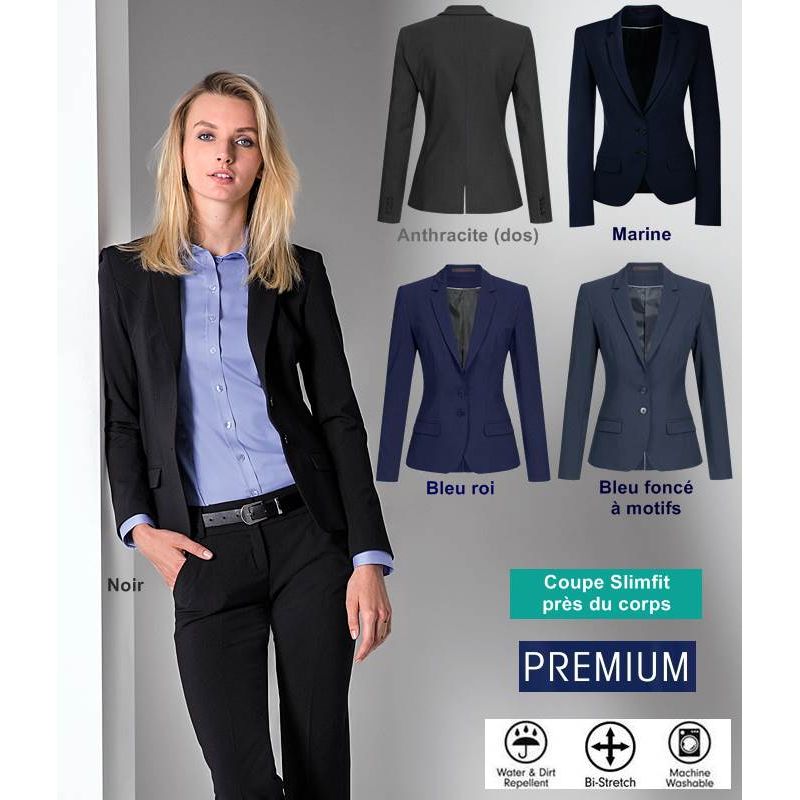 Anthracite (dos)
Marine
Bleu roi
Bleu foncé
à motifs
Noir
Coupe Slimfit
près du corps
PREMIUM
Water & Dirt
Repellent
Bi-Stretch
Machine
Washable